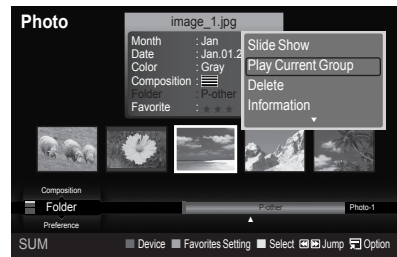 Photo
image_1.jpg
Month : Jan
Date : Jan.01.2
Color : Gray
Composition :
Folder : P-other
Favorite : ★ ★ ★
Slide Show
Play Current Group
Delete
Information
Composition
Folder
Preference
P-other
Photo-1
SUM
Device Favorites Setting Select Jump Option